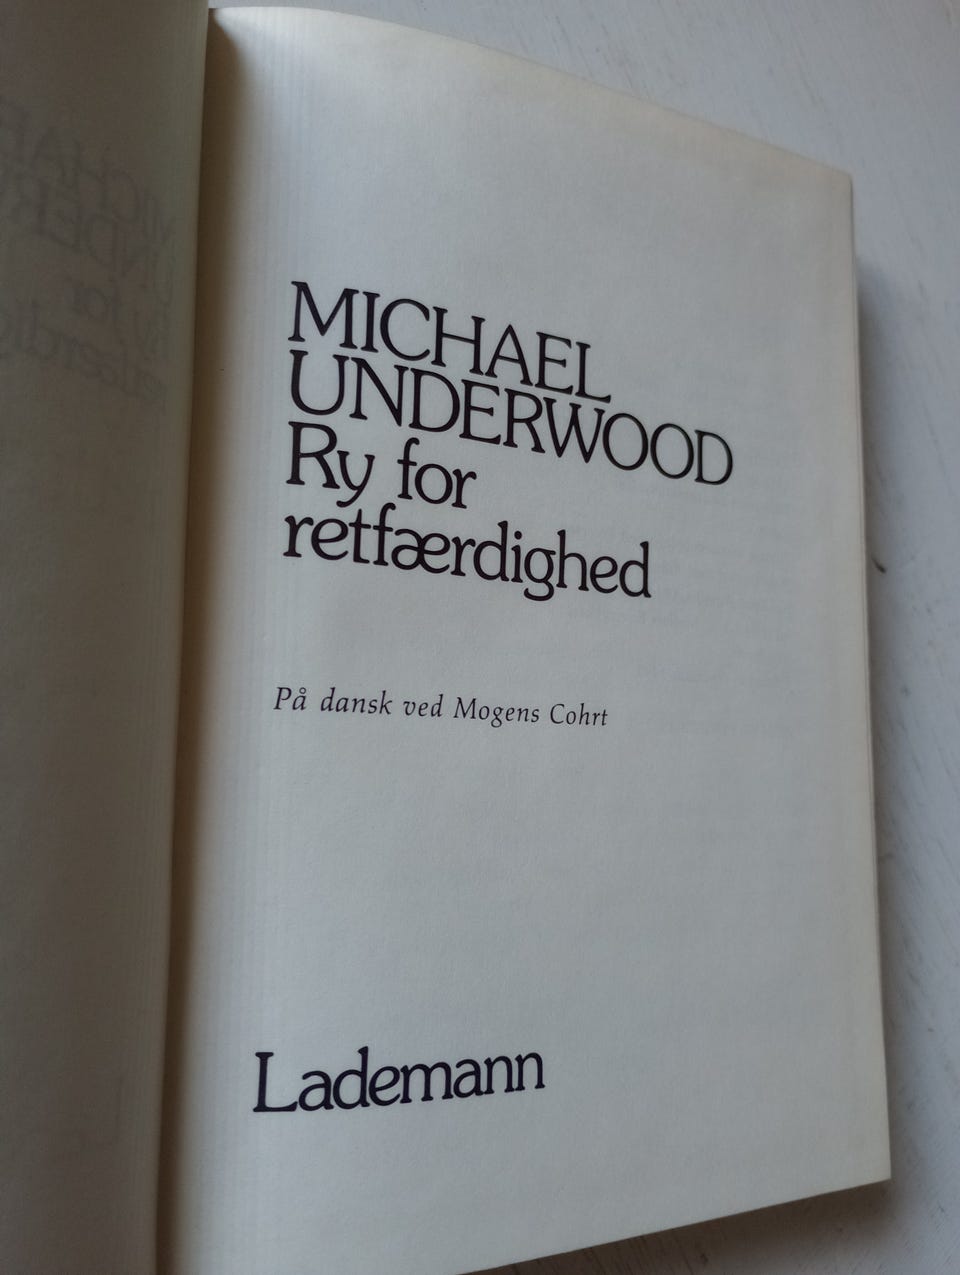 MICHAEL
UNDERWOOD
Ry for
retfærdighed
På dansk ved Mogens Cohrt
Lademann